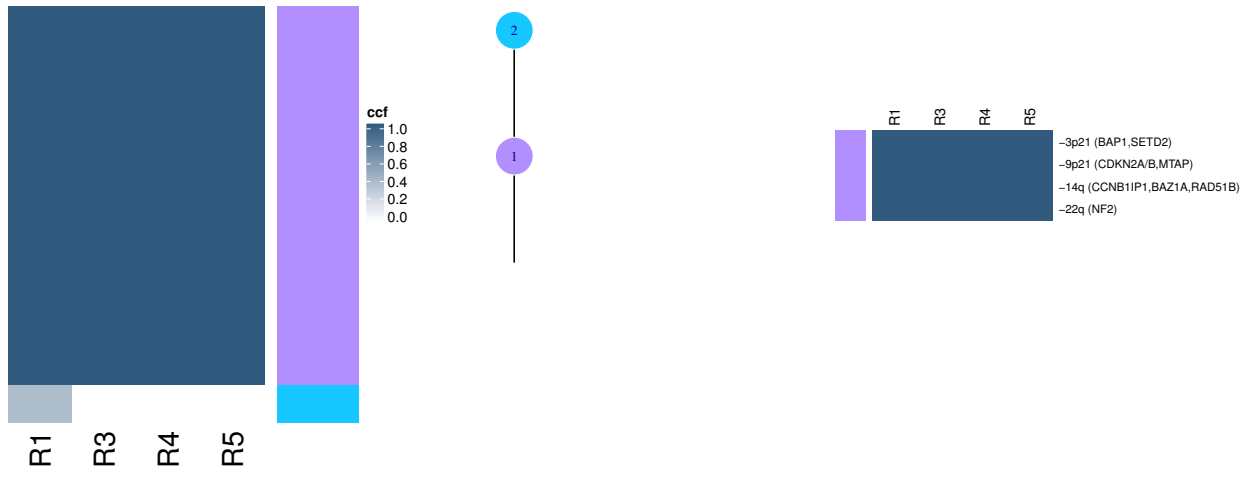 R1
R3
R4
R5
ccf
1.0
0.8
0.6
0.4
0.2
0.0
2
1
R1
R3
R4
R5
−3p21 (BAP1,SETD2)
−9p21 (CDKN2A/B,MTAP)
−14q (CCNB1IP1,BAZ1A,RAD51B)
−22q (NF2)